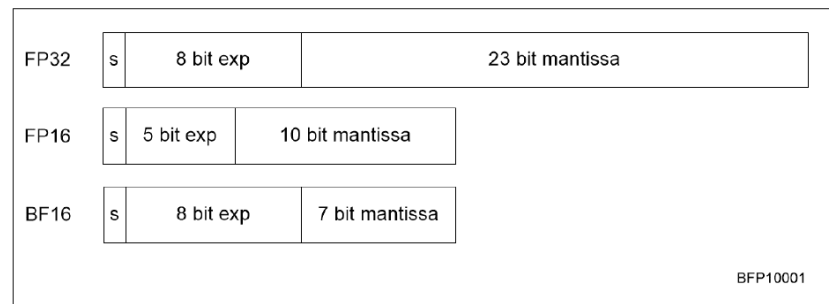 FP32 s 8 bit exp 23 bit mantissa
FP16 s 5 bit exp 10 bit mantissa
BF16 s 8 bit exp 7 bit mantissa
BFP10001